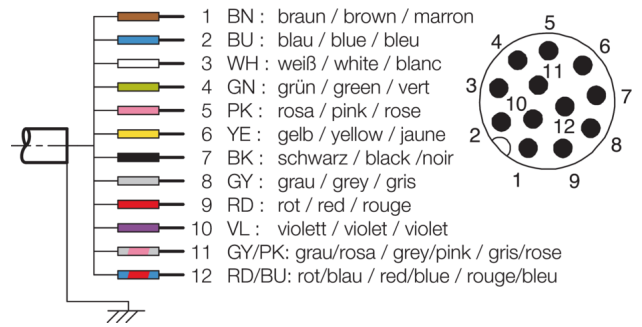 1 BN : braun / brown / marron
2 BU : blau / blue / bleu
3 WH : weiß / white / blanc
4 GN : grün / green / vert
5 PK : rosa / pink / rose
6 YE : gelb / yellow / jaune
7 BK : schwarz / black /noir
8 GY : grau / grey / gris
9 RD : rot / red / rouge
10 VL : violett / violet / violet
11 GY/PK: grau/rosa / grey/pink / gris/rose
12 RD/BU: rot/blau / red/blue / rouge/bleu
5
4 6
11
3 7
10
12
2 8
1 9